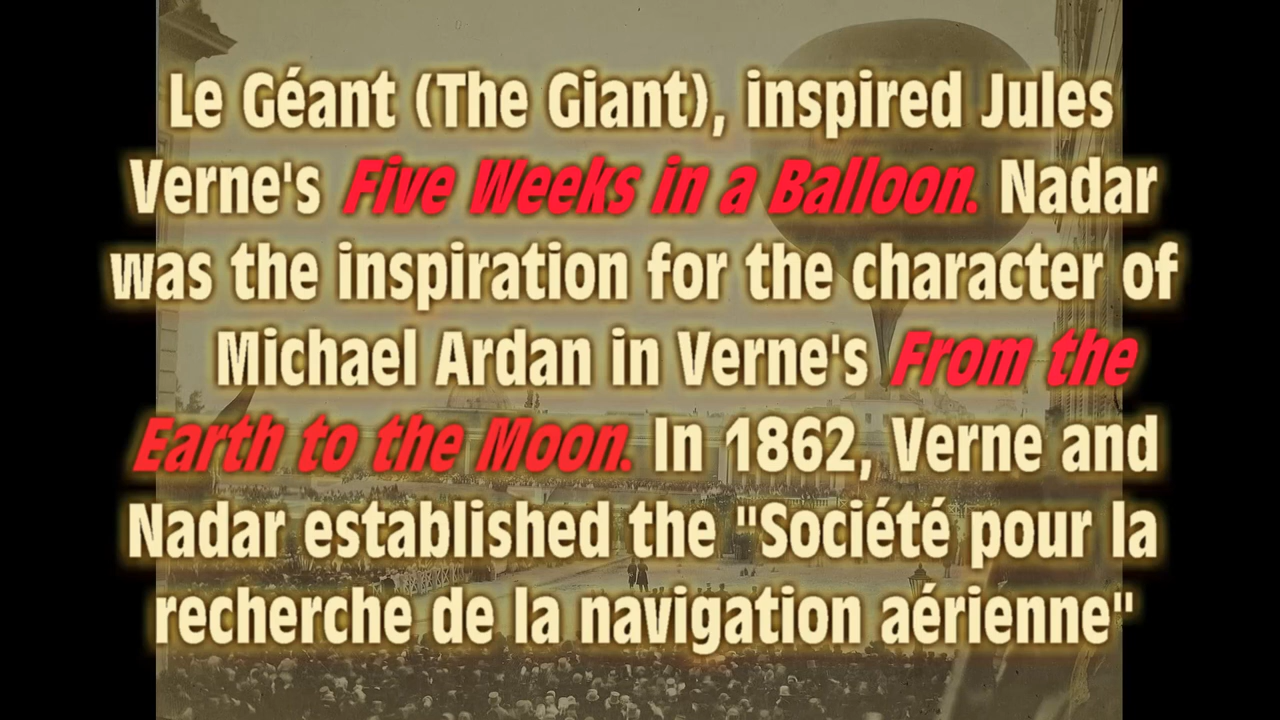 Le Géant (The Giant), inspired Jules
Verne's Five Weeks in a Balloon. Nadar
was the inspiration for the character of
Michael Ardan in Verne's From the
Earth to the Moon. In 1862, Verne and
Nadar established the "Société pour la
recherche de la navigation aérienne"